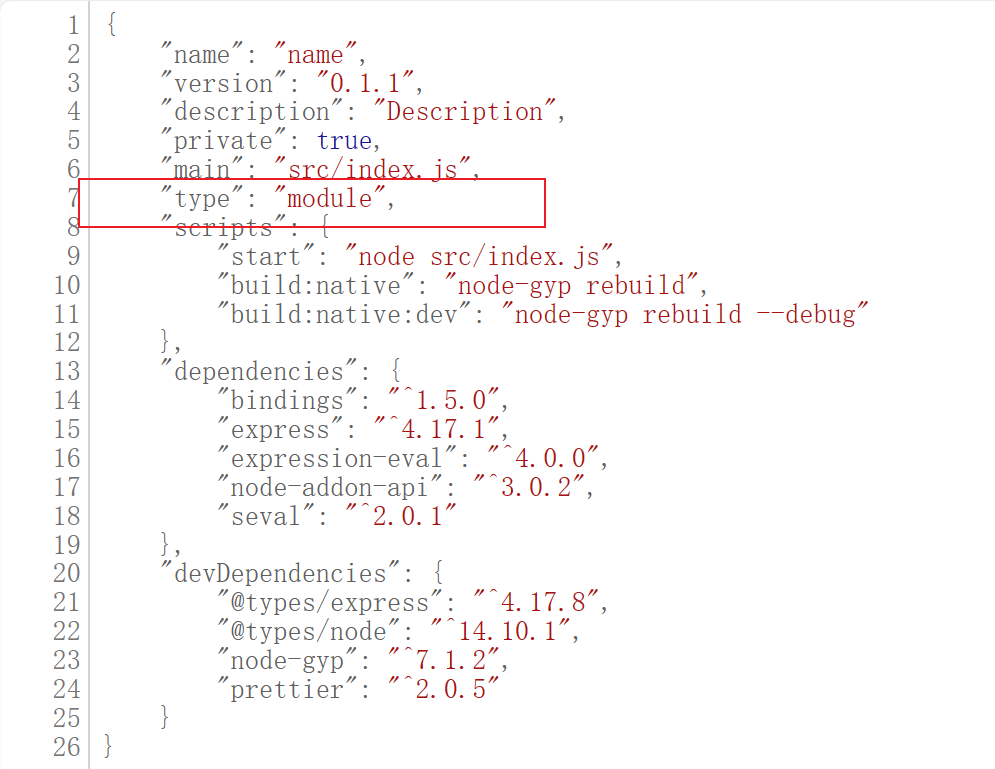 1 {
2 "name": "name",
3 "version": "0.1.1",
4 "description": "Description",
5 "private": true,
6 "main": "src/index.js",
7 "type": "module",
8 "scripts": {
9 "start": "node src/index.js",
10 "build:native": "node-gyp rebuild",
11 "build:native:dev": "node-gyp rebuild --debug"
12 },
13 "dependencies": {
14 "bindings": "^1.5.0",
15 "express": "^4.17.1",
16 "expression-eval": "^4.0.0",
17 "node-addon-api": "^3.0.2",
18 "seval": "^2.0.1"
19 },
20 "devDependencies": {
21 "@types/express": "^4.17.8",
22 "@types/node": "^14.10.1",
23 "node-gyp": "^7.1.2",
24 "prettier": "^2.0.5"
25 }
26 }